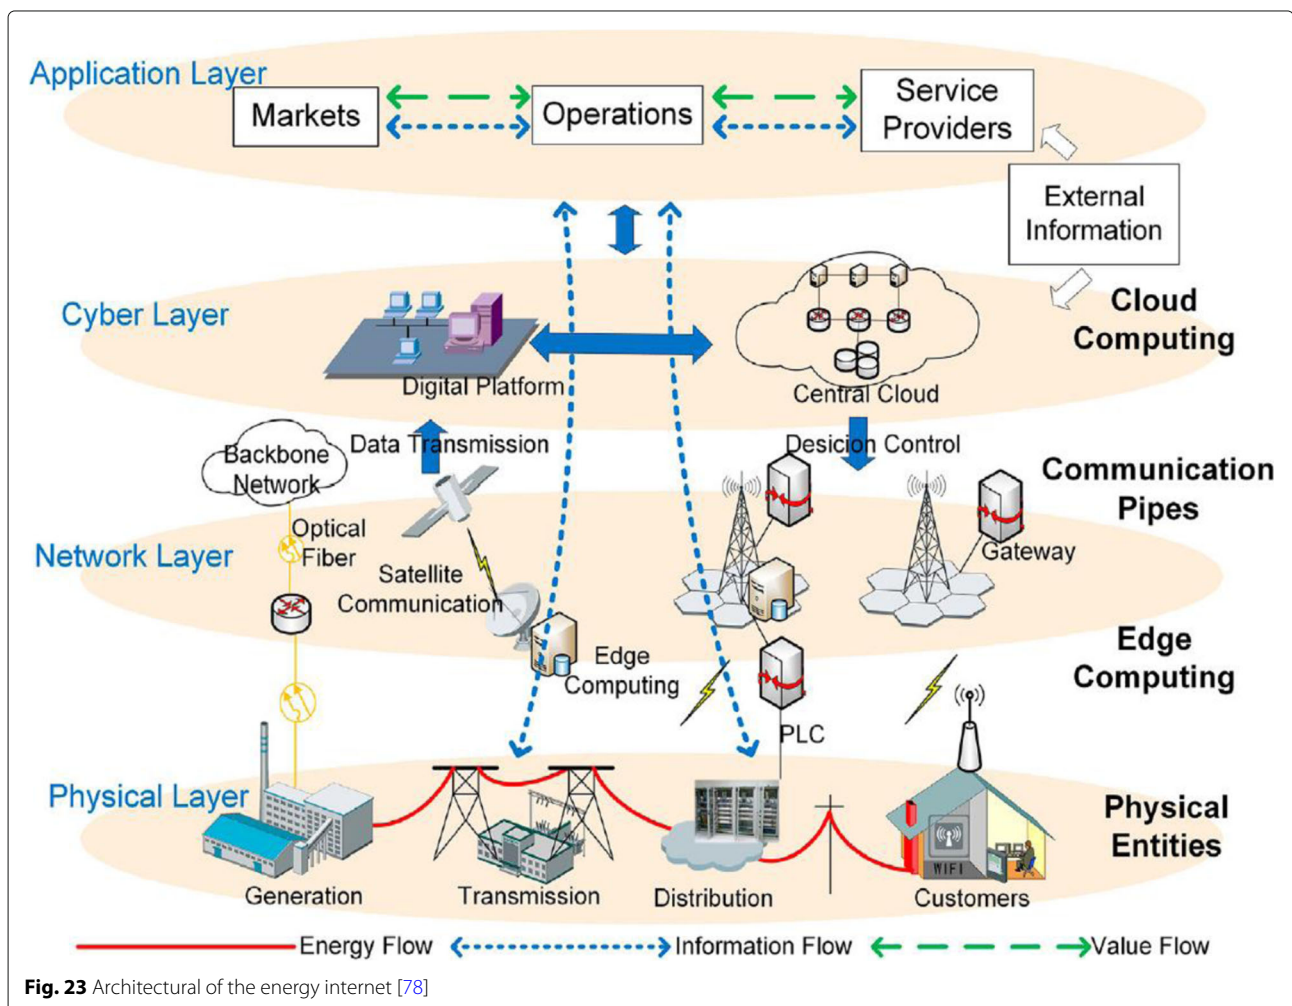 Application Layer
Markets
Operations
Service
Providers
External
Information
Cyber Layer
Digital Platform
Central Cloud
Cloud
Computing
Backbone
Network
Data Transmission
Desicion Control
Communication
Pipes
Optical
Fiber
Network Layer
Satellite
Communication
Gateway
Edge
Computing
Edge
Computing
PLC
Physical Layer
WIFI
Physical
Entities
Generation
Transmission
Distribution
Customers
Energy Flow
Information Flow
Value Flow
Fig. 23 Architectural of the energy internet [78]